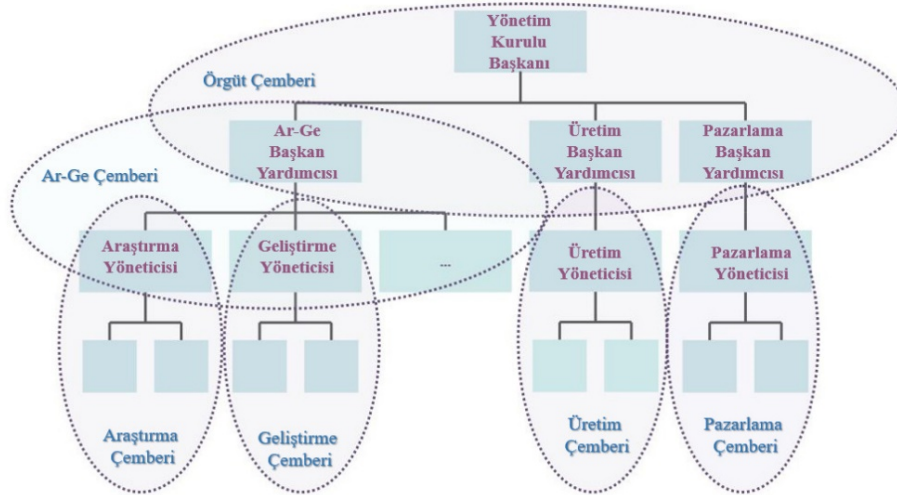 Yönetim
Kurulu
Başkanı
Örgüt Çemberi
Ar-Ge
Başkan
Yardımcısı
Üretim
Başkan
Yardımcısı
Pazarlama
Başkan
Yardımcısı
Ar-Ge Çemberi
Araştırma
Yöneticisi
Geliştirme
Yöneticisi
...
Üretim
Yöneticisi
Pazarlama
Yöneticisi
Araştırma
Çemberi
Geliştirme
Çemberi
Üretim
Çemberi
Pazarlama
Çemberi